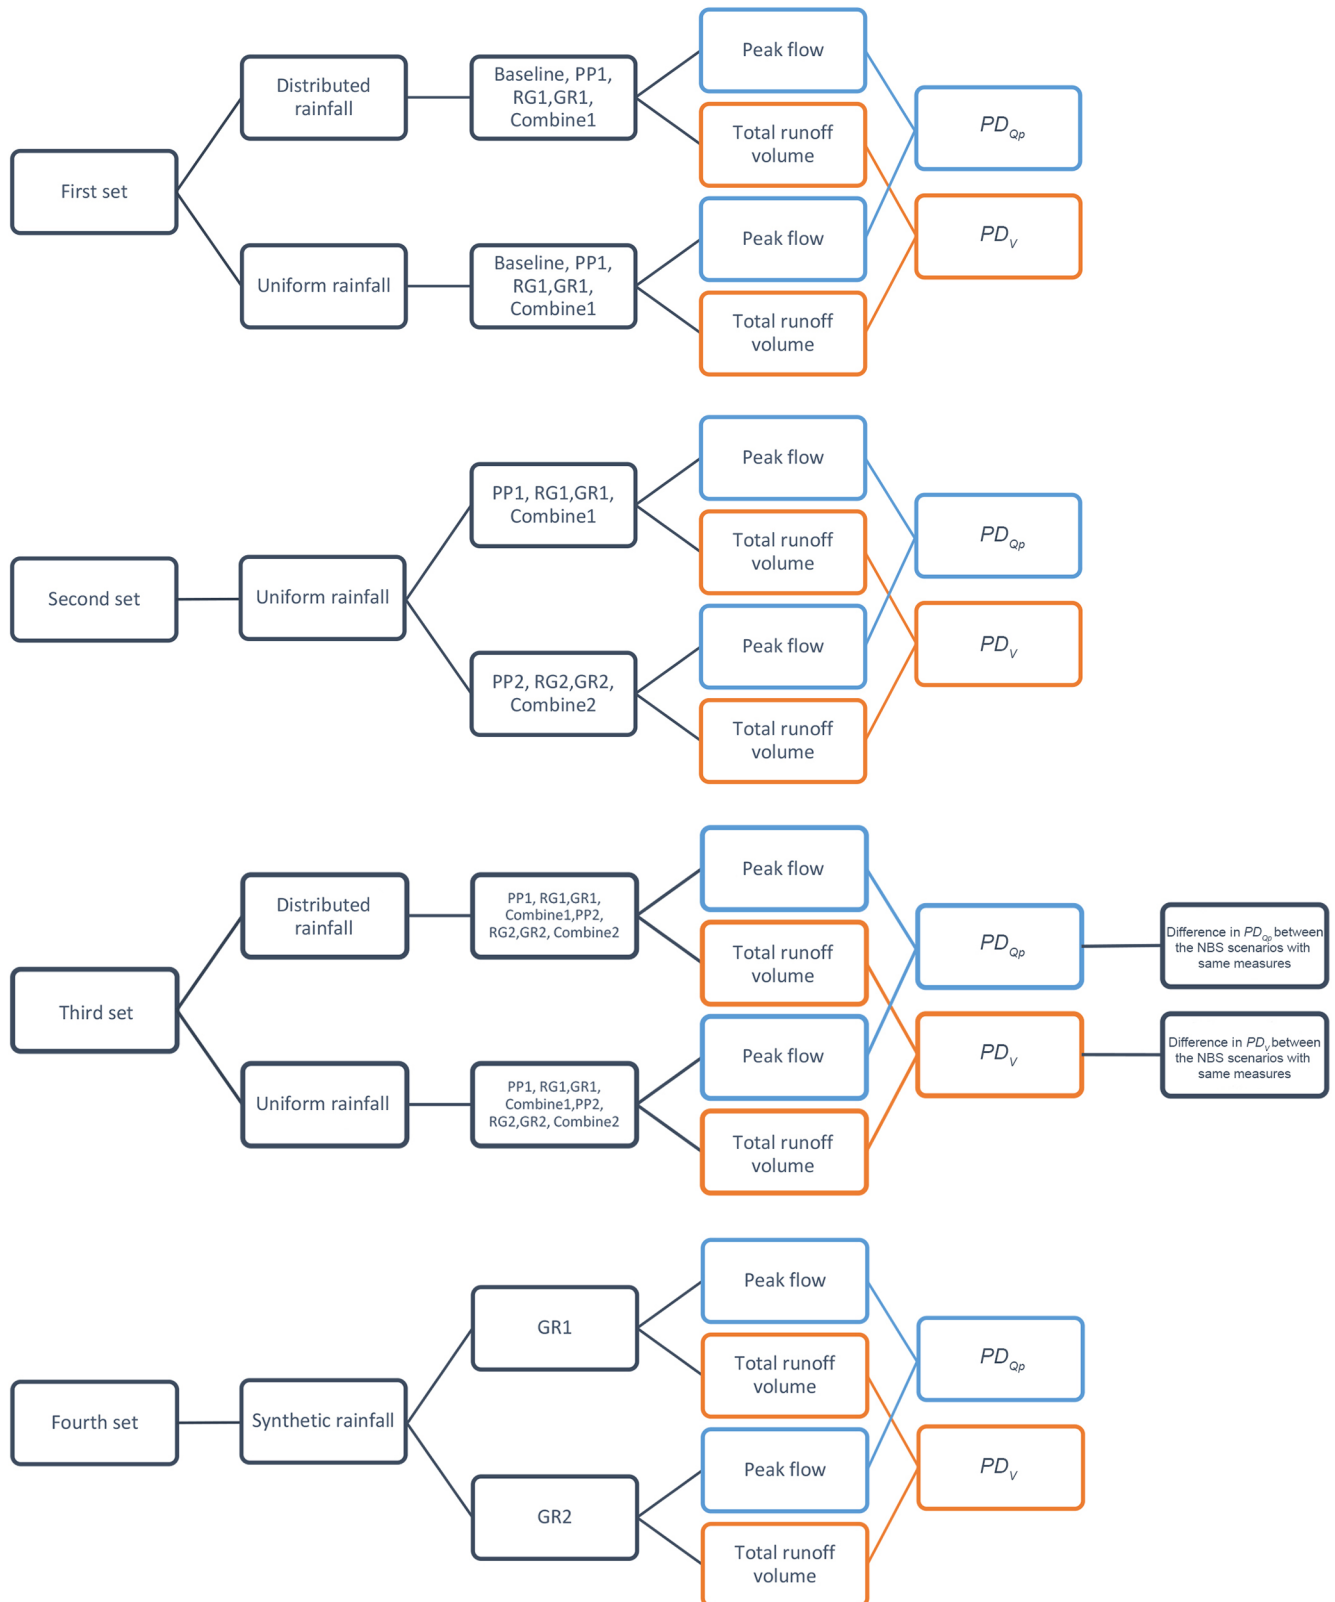 First set
Distributed
rainfall
Baseline, PP1,
RG1,GR1,
Combine1
Peak flow
Total runoff
volume
Uniform rainfall
Baseline, PP1,
RG1,GR1,
Combine1
Peak flow
Total runoff
volume
PDQp
PDV
Second set
Uniform rainfall
PP1, RG1,GR1,
Combine1
Peak flow
Total runoff
volume
PP2, RG2,GR2,
Combine2
Peak flow
Total runoff
volume
PDQp
PDV
Third set
Distributed
rainfall
PP1, RG1,GR1,
Combine1,PP2,
RG2,GR2, Combine2
Peak flow
Total runoff
volume
Uniform rainfall
PP1, RG1,GR1,
Combine1,PP2,
RG2,GR2, Combine2
Peak flow
Total runoff
volume
PDQp
Difference in PDQp between
the NBS scenarios with
same measures
PDV
Difference in PDV between
the NBS scenarios with
same measures
Fourth set
Synthetic rainfall
GR1
Peak flow
Total runoff
volume
GR2
Peak flow
Total runoff
volume
PDQp
PDV